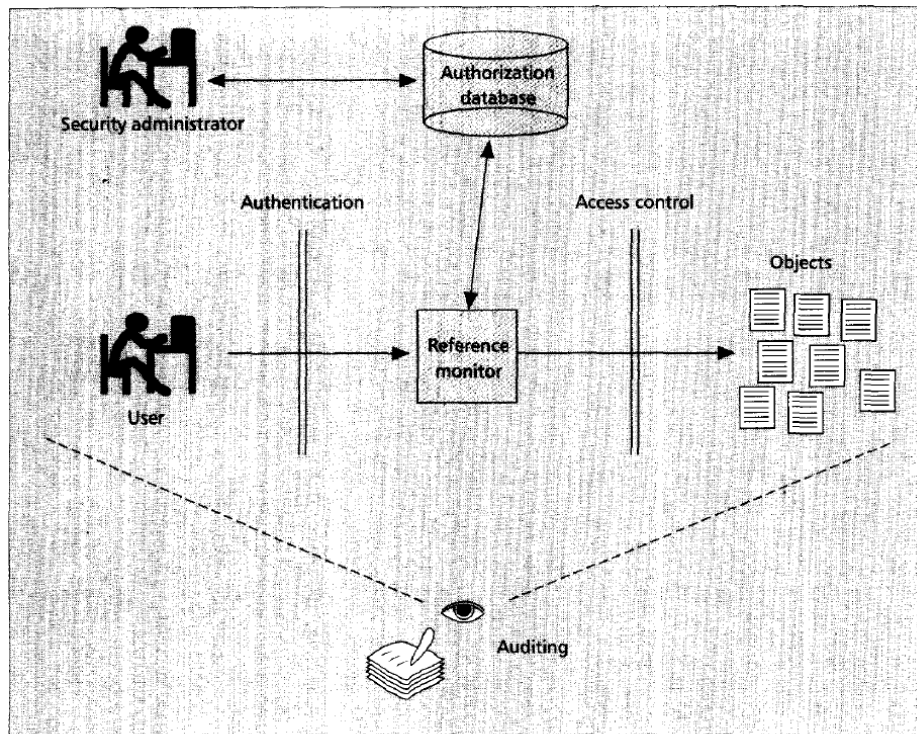 Authorization
database
Security administrator
Authentication
Access control
Objects
Reference
monitor
User
Auditing